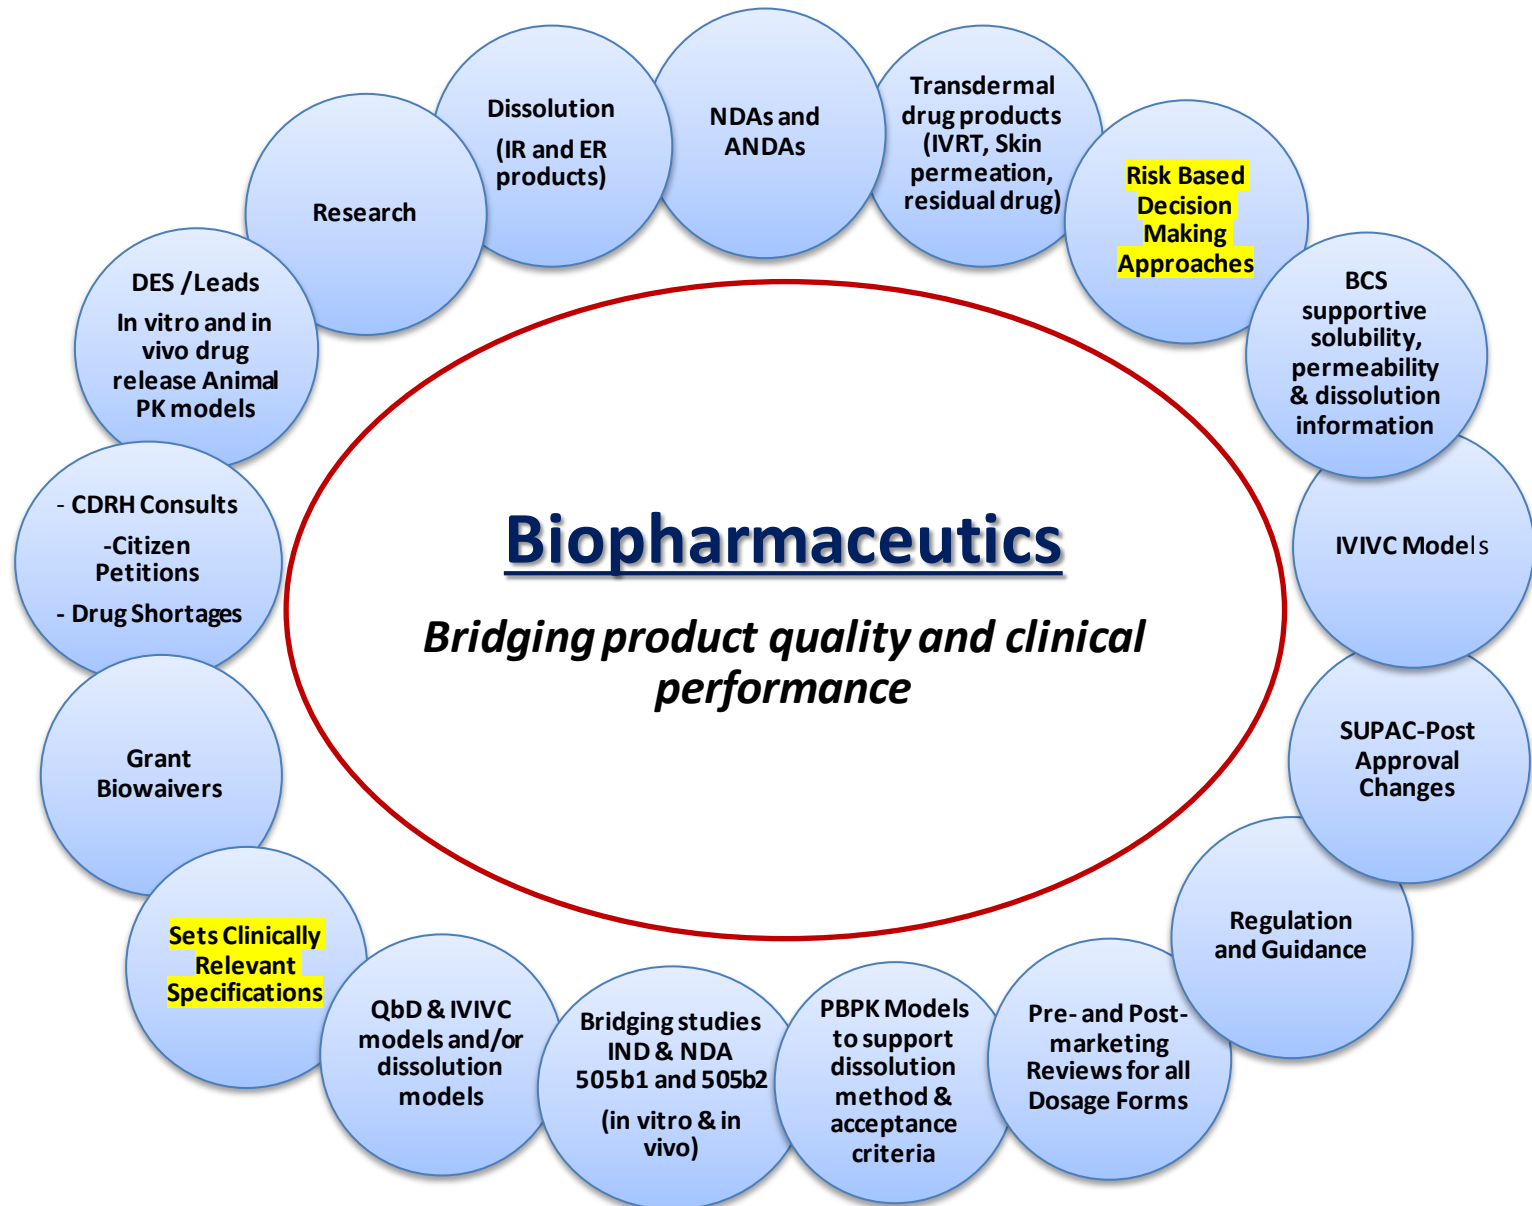 Dissolution
(IR and ER
products)
NDAs and
ANDAs
Transdermal
drug products
(IVRT, Skin
permeation,
residual drug)
Risk Based
Decision
Making
Approaches
BCS
supportive
solubility,
permeability
& dissolution
information
IVIVC Models
SUPAC-Post
Approval
Changes
Regulation
and Guidance
Pre- and Post-
marketing
Reviews for all
Dosage Forms
PBPK Models
to support
dissolution
method &
acceptance
criteria
Bridging studies
IND & NDA
505b1 and 505b2
(in vitro & in
vivo)
QbD & IVIVC
models and/or
dissolution
models
Sets Clinically
Relevant
Specifications
Grant
Biowaivers
- CDRH Consults
-Citizen
Petitions
- Drug Shortages
DES /Leads
In vitro and in
vivo drug
release Animal
PK models
Research
Biopharmaceutics
Bridging product quality and clinical
performance